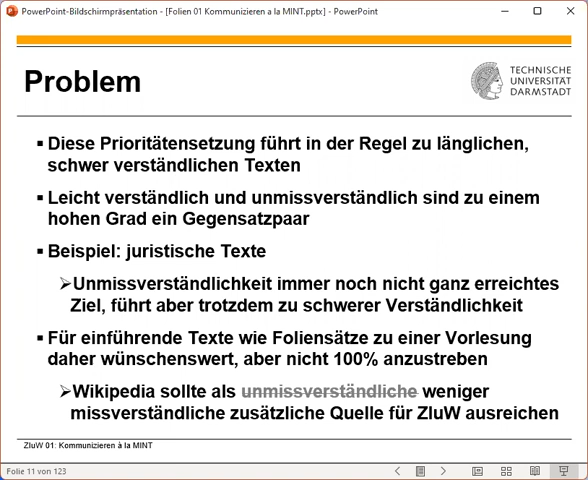 PowerPoint-Bildschirmpräsentation - [Folien 01 Kommunizieren a la MINT.pptx] - PowerPoint
Problem
TECHNISCHE
UNIVERSITÄT
DARMSTADT
▪ Diese Prioritätensetzung führt in der Regel zu länglichen,
schwer verständlichen Texten
▪ Leicht verständlich und unmissverständlich sind zu einem
hohen Grad ein Gegensatzpaar
▪ Beispiel: juristische Texte
➢Unmissverständlichkeit immer noch nicht ganz erreichtes
Ziel, führt aber trotzdem zu schwerer Verständlichkeit
▪ Für einführende Texte wie Foliensätze zu einer Vorlesung
daher wünschenswert, aber nicht 100% anzustreben
➢Wikipedia sollte als unmissverständliche weniger
missverständliche zusätzliche Quelle für ZluW ausreichen
ZluW 01: Kommunizieren à la MINT
Folie 11 von 123